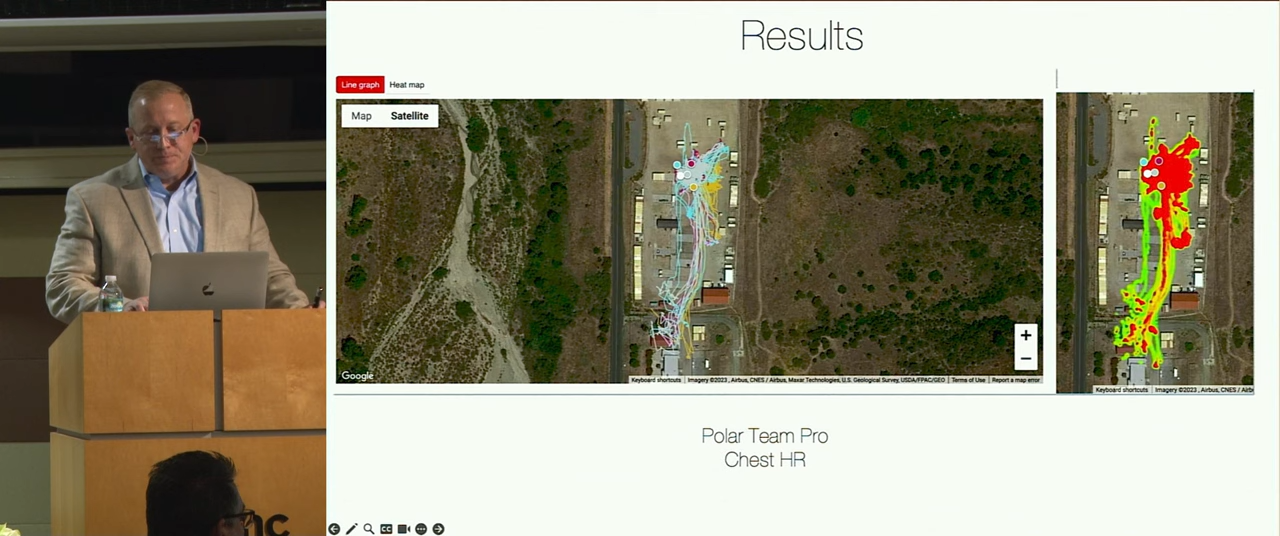 Results
Line graph Heat map
Map Satellite
+
−
Google
Keyboard shortcuts Imagery ©2023 , Airbus, CNES / Airbus, Maxar Technologies, U.S. Geological Survey, USDA/FPAC/GEO Terms of Use Report a map error
Keyboard shortcuts Imagery ©2023 , Airbus, CNES / Airb
Polar Team Pro
Chest HR
CC